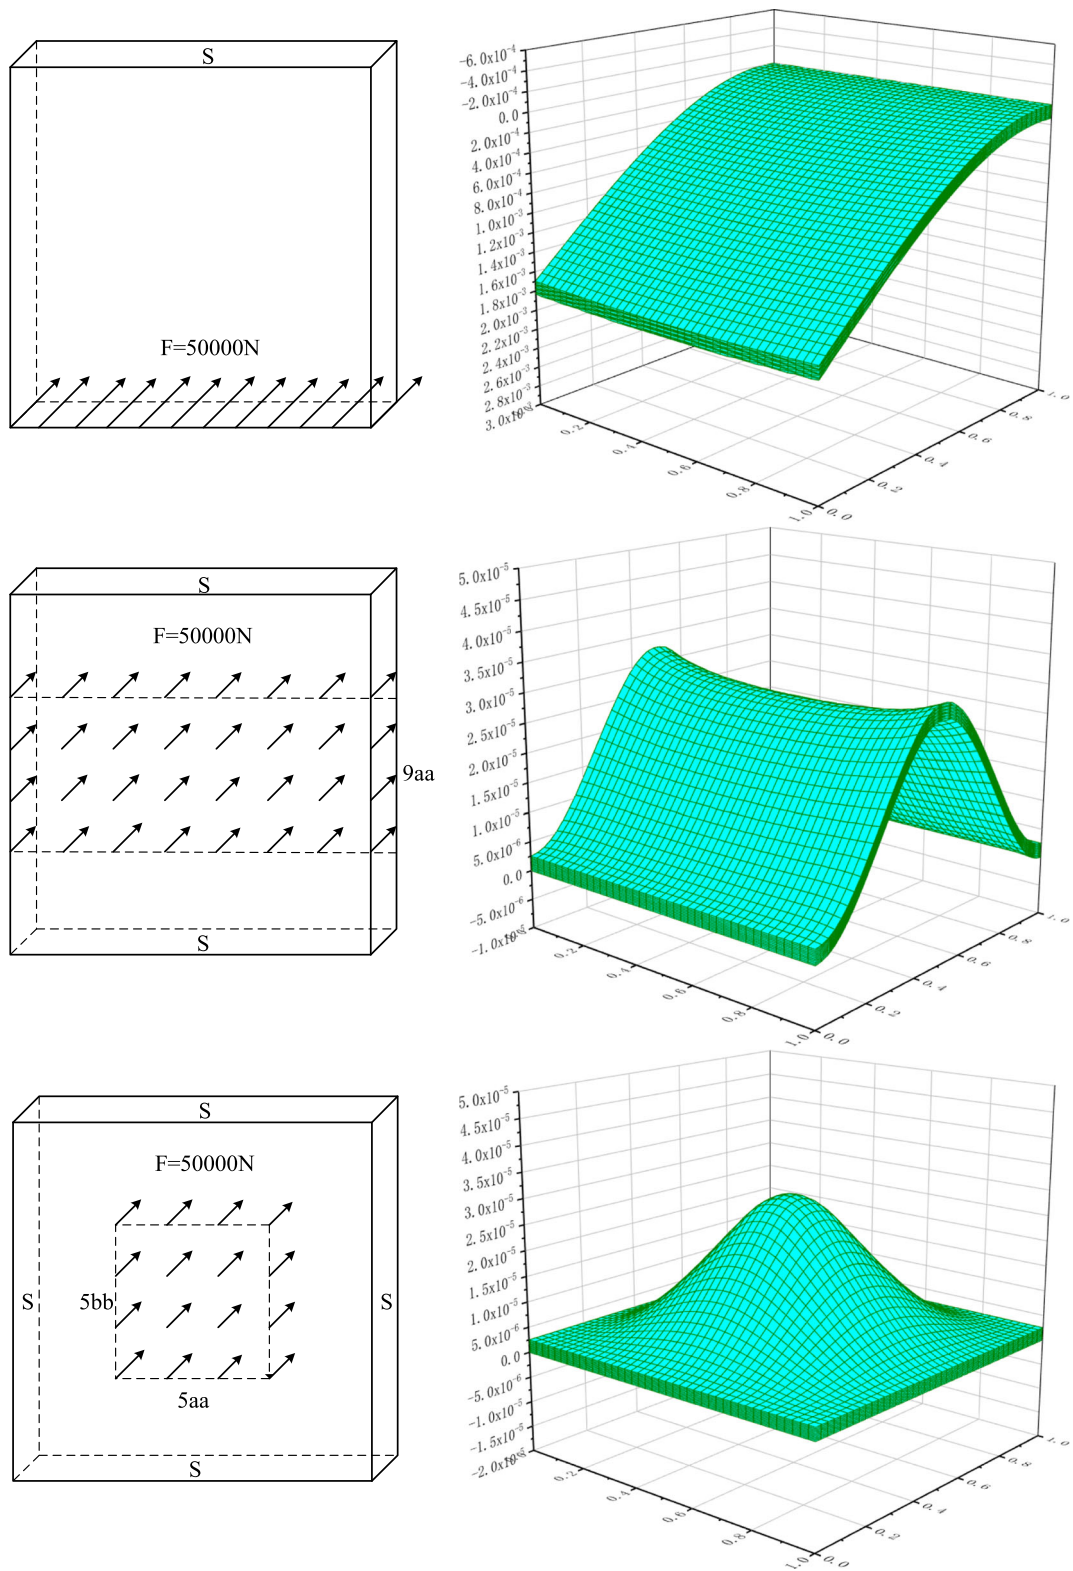 S
F=50000N
-6.0x10⁻⁴
-4.0x10⁻⁴
-2.0x10⁻⁴
0.0
2.0x10⁻⁴
4.0x10⁻⁴
6.0x10⁻⁴
8.0x10⁻⁴
1.0x10⁻³
1.2x10⁻³
1.4x10⁻³
1.6x10⁻³
1.8x10⁻³
2.0x10⁻³
2.2x10⁻³
2.4x10⁻³
2.6x10⁻³
2.8x10⁻³
0.2
0.4
0.6
0.8
1.0
0.0
0.2
0.4
0.6
0.8
1.0
S
F=50000N
9aa
S
5.0x10⁻⁵
4.5x10⁻⁵
4.0x10⁻⁵
3.5x10⁻⁵
3.0x10⁻⁵
2.5x10⁻⁵
2.0x10⁻⁵
1.5x10⁻⁵
1.0x10⁻⁵
5.0x10⁻⁶
0.0
-5.0x10⁻⁶
0.2
0.4
0.6
0.8
1.0
0.0
0.2
0.4
0.6
0.8
1.0
S
F=50000N
S
5bb
S
5aa
S
5.0x10⁻⁵
4.5x10⁻⁵
4.0x10⁻⁵
3.5x10⁻⁵
3.0x10⁻⁵
2.5x10⁻⁵
2.0x10⁻⁵
1.5x10⁻⁵
1.0x10⁻⁵
5.0x10⁻⁶
0.0
-5.0x10⁻⁶
-1.0x10⁻⁵
-1.5x10⁻⁵
0.2
0.4
0.6
0.8
1.0
0.0
0.2
0.4
0.6
0.8
1.0